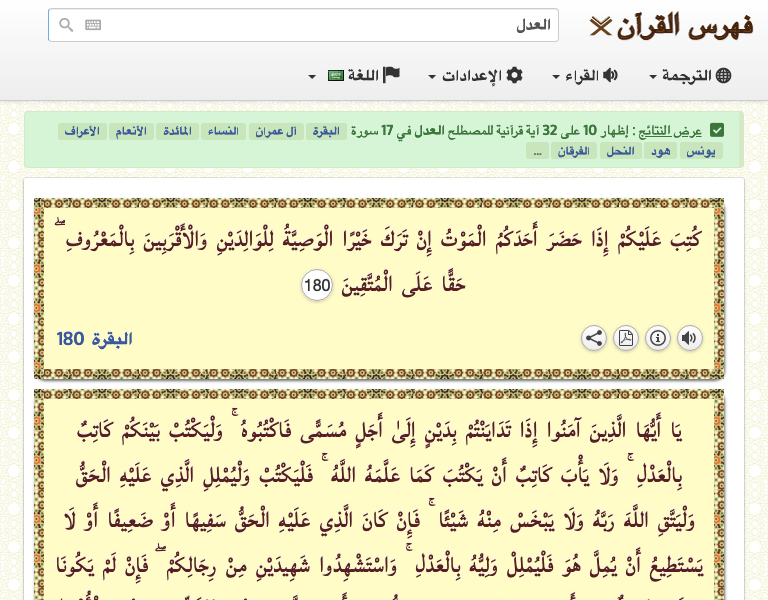 فهرس القرآن
العدل
الترجمة القراء الإعدادات اللغة
عرض النتائج : إظهار 10 على 32 آية قرآنية للمصطلح العدل في 17 سورة البقرة آل عمران النساء المائدة الأنعام الأعراف
يونس هود النحل الفرقان ...
كُتِبَ عَلَيْكُمْ إِذَا حَضَرَ أَحَدَكُمُ الْمَوْتُ إِنْ تَرَكَ خَيْرًا الْوَصِيَّةُ لِلْوَالِدَيْنِ وَالْأَقْرَبِينَ بِالْمَعْرُوفِ ۖ
حَقًّا عَلَى الْمُتَّقِينَ 180
البقرة 180
يَا أَيُّهَا الَّذِينَ آمَنُوا إِذَا تَدَايَنْتُمْ بِدَيْنٍ إِلَىٰ أَجَلٍ مُسَمًّى فَاكْتُبُوهُ ۚ وَلْيَكْتُبْ بَيْنَكُمْ كَاتِبٌ
بِالْعَدْلِ ۚ وَلَا يَأْبَ كَاتِبٌ أَنْ يَكْتُبَ كَمَا عَلَّمَهُ اللَّهُ ۚ فَلْيَكْتُبْ وَلْيُمْلِلِ الَّذِي عَلَيْهِ الْحَقُّ
وَلْيَتَّقِ اللَّهَ رَبَّهُ وَلَا يَبْخَسْ مِنْهُ شَيْئًا ۚ فَإِنْ كَانَ الَّذِي عَلَيْهِ الْحَقُّ سَفِيهًا أَوْ ضَعِيفًا أَوْ لَا
يَسْتَطِيعُ أَنْ يُمِلَّ هُوَ فَلْيُمْلِلْ وَلِيُّهُ بِالْعَدْلِ ۚ وَاسْتَشْهِدُوا شَهِيدَيْنِ مِنْ رِجَالِكُمْ ۖ فَإِنْ لَمْ يَكُونَا